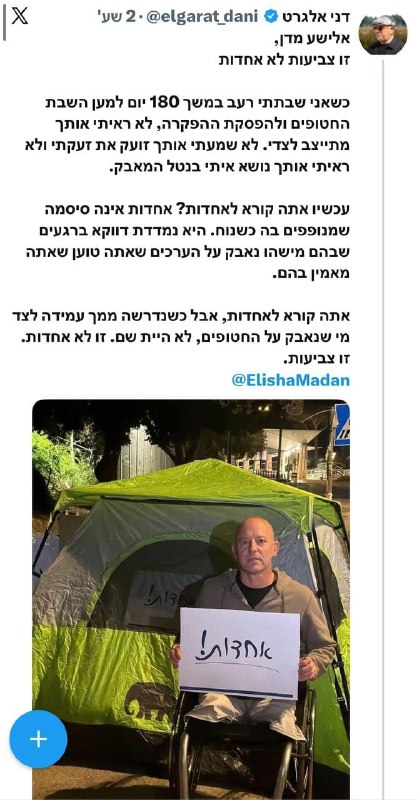 דני אלגרט @elgarat_dani · 2 שע'
אלישע מדן,
זו צביעות לא אחדות
כשאני שבתתי רעב במשך 180 יום למען השבת
החטופים ולהפסקת ההפקרה, לא ראיתי אותך
מתייצב לצדי. לא שמעתי אותך זועק את זעקתי ולא
ראיתי אותך נושא איתי בנטל המאבק.
עכשיו אתה קורא לאחדות? אחדות אינה סיסמה
שמנופפים בה כשנוח. היא נמדדת דווקא ברגעים
שבהם מישהו נאבק על הערכים שאתה טוען שאתה
מאמין בהם.
אתה קורא לאחדות, אבל כשנדרשה ממך עמידה לצד
מי שנאבק על החטופים, לא היית שם. זו לא אחדות.
זו צביעות.
@ElishaMadan
אחדות!
אחדות!